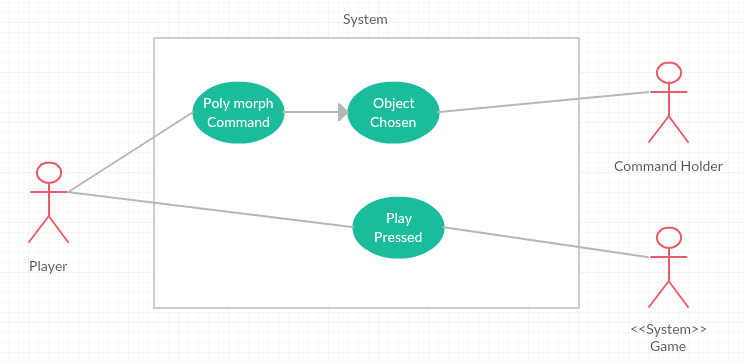 System
Poly morph
Command
Object
Chosen
Command Holder
Play
Pressed
Player
<<System>>
Game